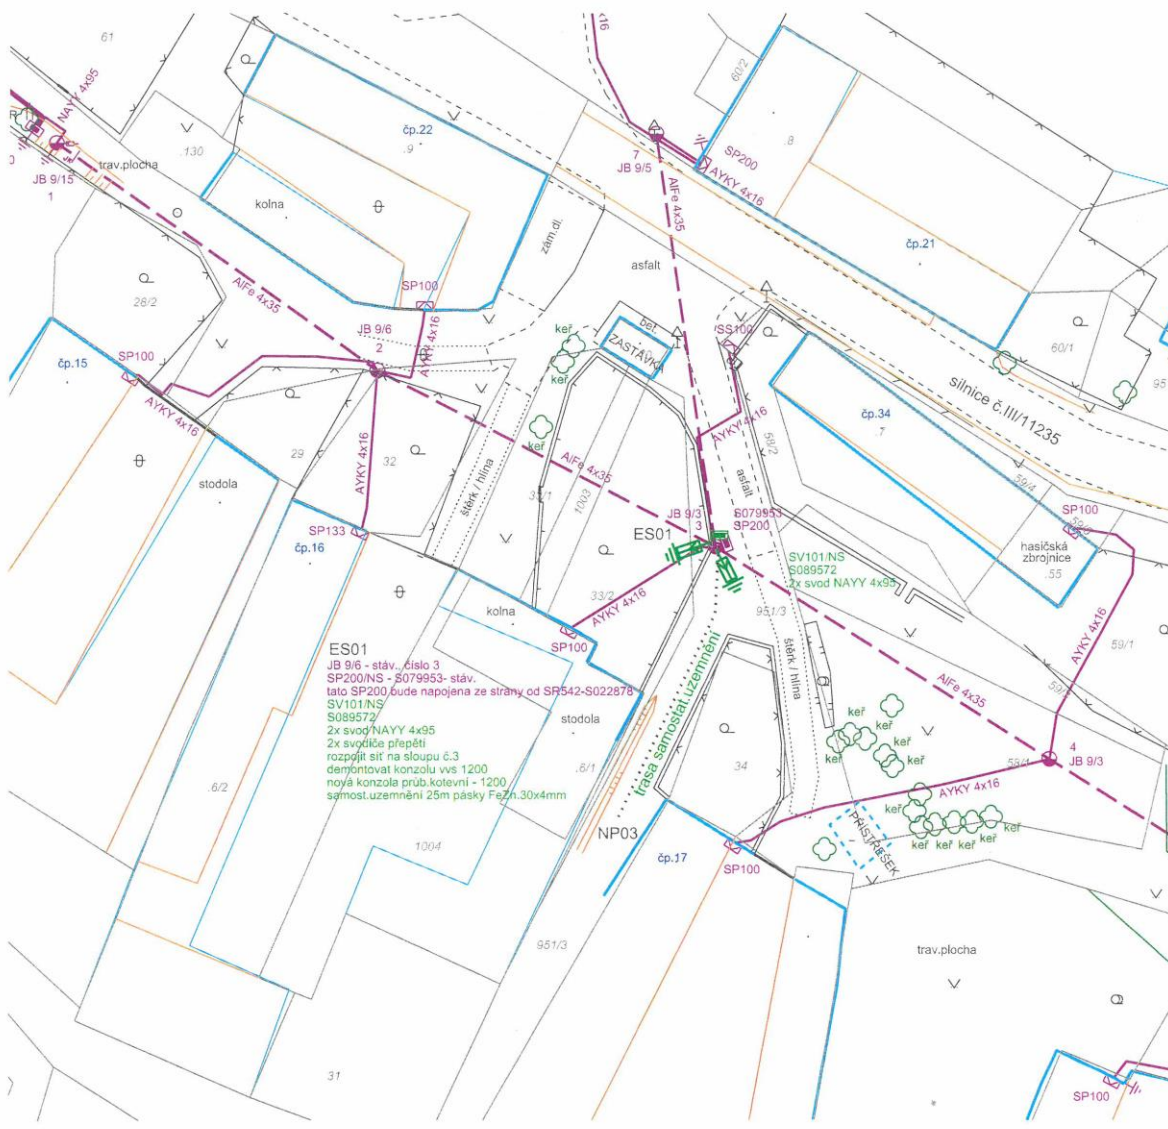 61
NAYY 4x95
trav.plocha
JB 9/15
1
.130
čp.22
.9
kolna
zám.dl.
x16
60/2
.8
7
JB 9/5
SP200
AYKY 4x16
AlFe 4x35
čp.21
asfalt
28/2
AlFe 4x35
SP100
AYKY 4x16
JB 9/6
2
bet.
ZASTÁVKA
SS100
keř
keř
keř
60/1
95
silnice č.III/11235
čp.15
SP100
AYKY 4x16
stodola
29
AYKY 4x16
32
štěrk / hlína
AlFe 4x35
1003
AYKY 4x16
58/2
asfalt
čp.34
59/4
SP100
hasičská
zbrojnice
.55
59/1
AYKY 4x16
JB 9/3
3
S079953
SP200
ES01
SP133
čp.16
SV101/NS
S089572
2x svod NAYY 4x95
33/2
AYKY 4x16
kolna
SP100
951/3
štěrk / hlína
AlFe 4x35
ES01
JB 9/6 - stáv., číslo 3
SP200/NS - S079953- stáv.
tato SP200 bude napojena ze strany od SR542-S022878
SV101/NS
S089572
2x svod NAYY 4x95
2x svodiče přepětí
rozpojit síť na sloupu č.3
demontovat konzolu vvs 1200
nová konzola průb.kotevní - 1200
samost.uzemnění 25m pásky FeZn.30x4mm
stodola
trasa samostat.uzemnění
.6/2
.6/1
34
keř
keř
keř
keř
keř
4
JB 9/3
AYKY 4x16
PŘÍSTŘEŠEK
keř
keř
keř
keř
keř
NP03
čp.17
SP100
1004
951/3
trav.plocha
31
SP100